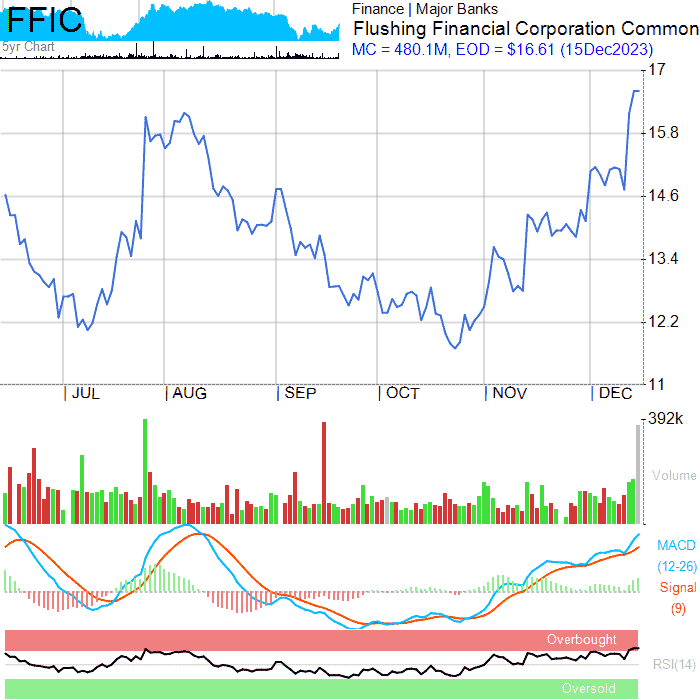 FFIC
5yr Chart
Finance | Major Banks
Flushing Financial Corporation Common
MC = 480.1M, EOD = $16.61 (15Dec2023)
17
15.8
14.6
13.4
12.2
11
| JUL | AUG | SEP | OCT | NOV | DEC
392k
Volume
MACD
(12-26)
Signal
(9)
Overbought
RSI(14)
Oversold